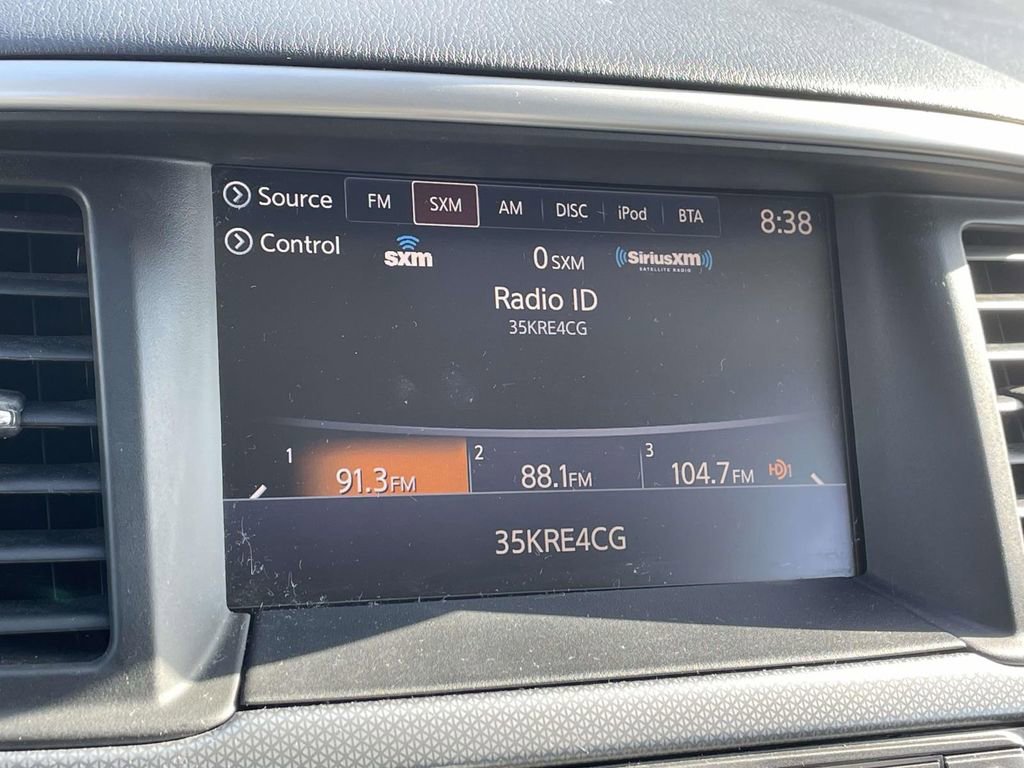 Source FM SXM AM DISC iPod BTA 8:38
Control sxm 0 SXM SiriusXM
SATELLITE RADIO
Radio ID
35KRE4CG
1 91.3FM 2 88.1FM 3 104.7FM HD1
35KRE4CG